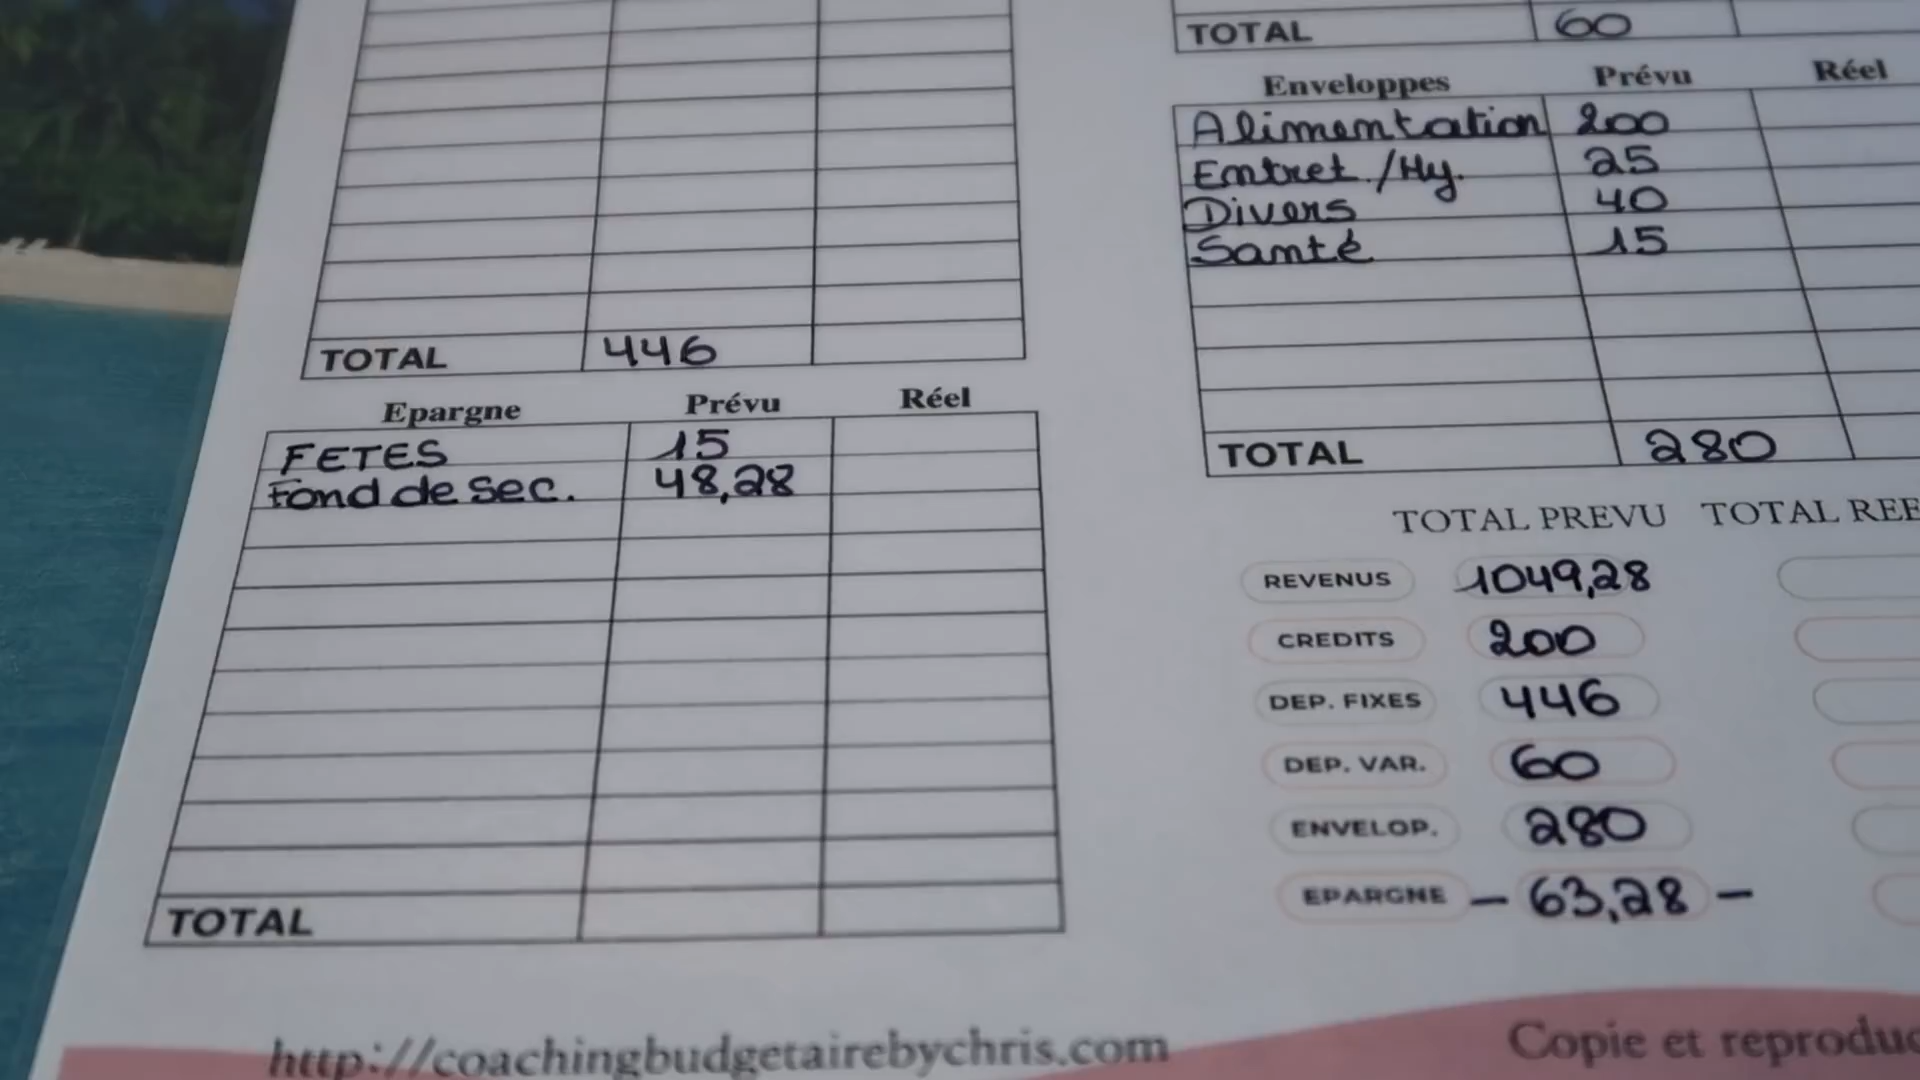 TOTAL 446
Epargne Prévu Réel
FETES 15
Fond de sec. 48,28
TOTAL
TOTAL 60
Enveloppes Prévu Réel
Alimentation 200
Entret./Hy. 25
Divers 40
Santé 15
TOTAL 280
TOTAL PREVU TOTAL REE
REVENUS 1049,28
CREDITS 200
DEP. FIXES 446
DEP. VAR. 60
ENVELOP. 280
EPARGNE - 63,28 -
http://coachingbudgetairebychris.com
Copie et reproduc